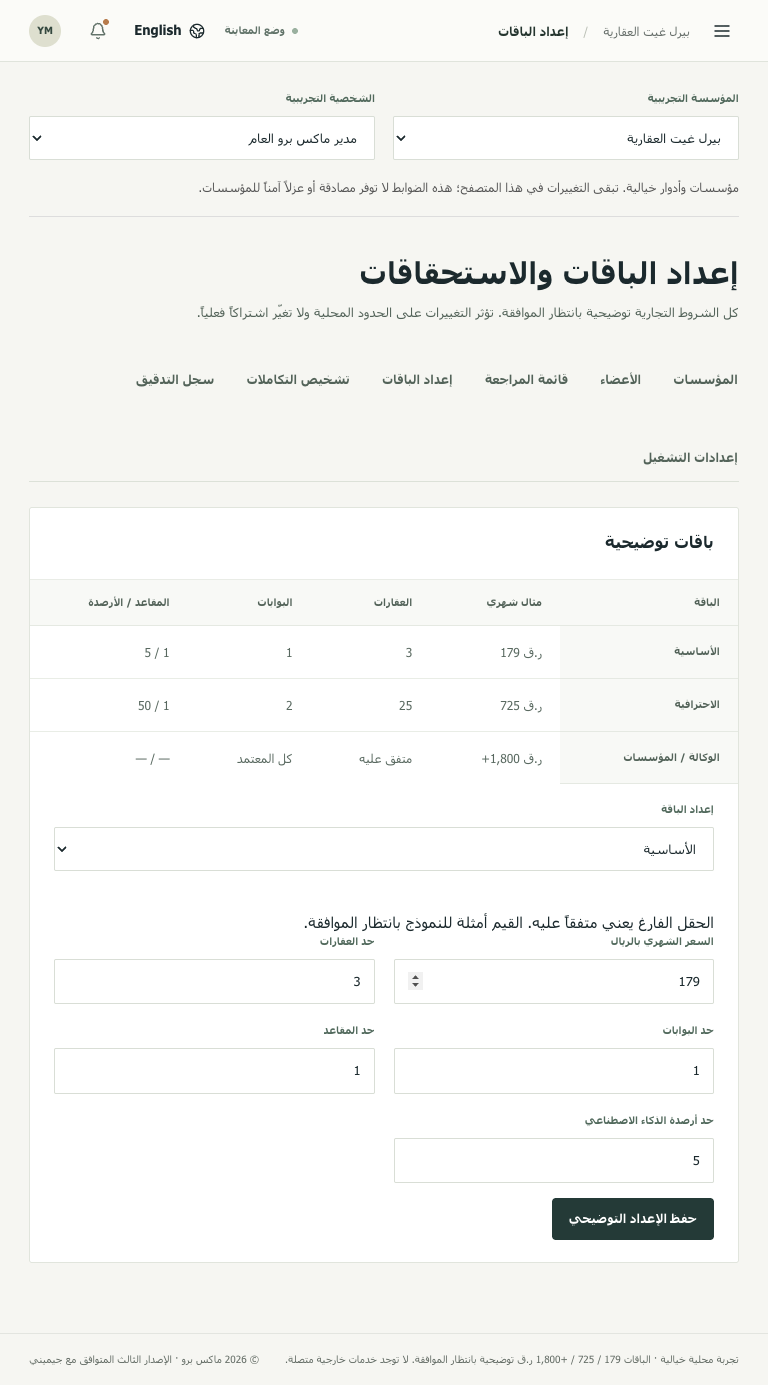 بيرل غيت العقارية / إعداد الباقات وضع المعاينة English YM
المؤسسة التجريبية الشخصية التجريبية
بيرل غيت العقارية مدير ماكس برو العام
مؤسسات وأدوار خيالية. تبقى التغييرات في هذا المتصفح؛ هذه الضوابط لا توفر مصادقة أو عزلاً آمناً للمؤسسات.
إعداد الباقات والاستحقاقات
كل الشروط التجارية توضيحية بانتظار الموافقة. تؤثر التغييرات على الحدود المحلية ولا تغيّر اشتراكاً فعلياً.
المؤسسات الأعضاء قائمة المراجعة إعداد الباقات تشخيص التكاملات سجل التدقيق
إعدادات التشغيل
باقات توضيحية
الباقة مثال شهري العقارات البوابات المقاعد / الأرصدة
الأساسية ر.ق 179 3 1 1 / 5
الاحترافية ر.ق 725 25 2 1 / 50
الوكالة / المؤسسات ر.ق 1,800+ متفق عليه كل المعتمد — / —
إعداد الباقة
الأساسية
الحقل الفارغ يعني متفقاً عليه. القيم أمثلة للنموذج بانتظار الموافقة.
السعر الشهري بالريال حد العقارات
179 3
حد البوابات حد المقاعد
1 1
حد أرصدة الذكاء الاصطناعي
5
حفظ الإعداد التوضيحي
تجربة محلية خيالية · الباقات 179 / 725 / 1,800+ ر.ق توضيحية بانتظار الموافقة. لا توجد خدمات خارجية متصلة. © 2026 ماكس برو · الإصدار الثالث المتوافق مع جيميني